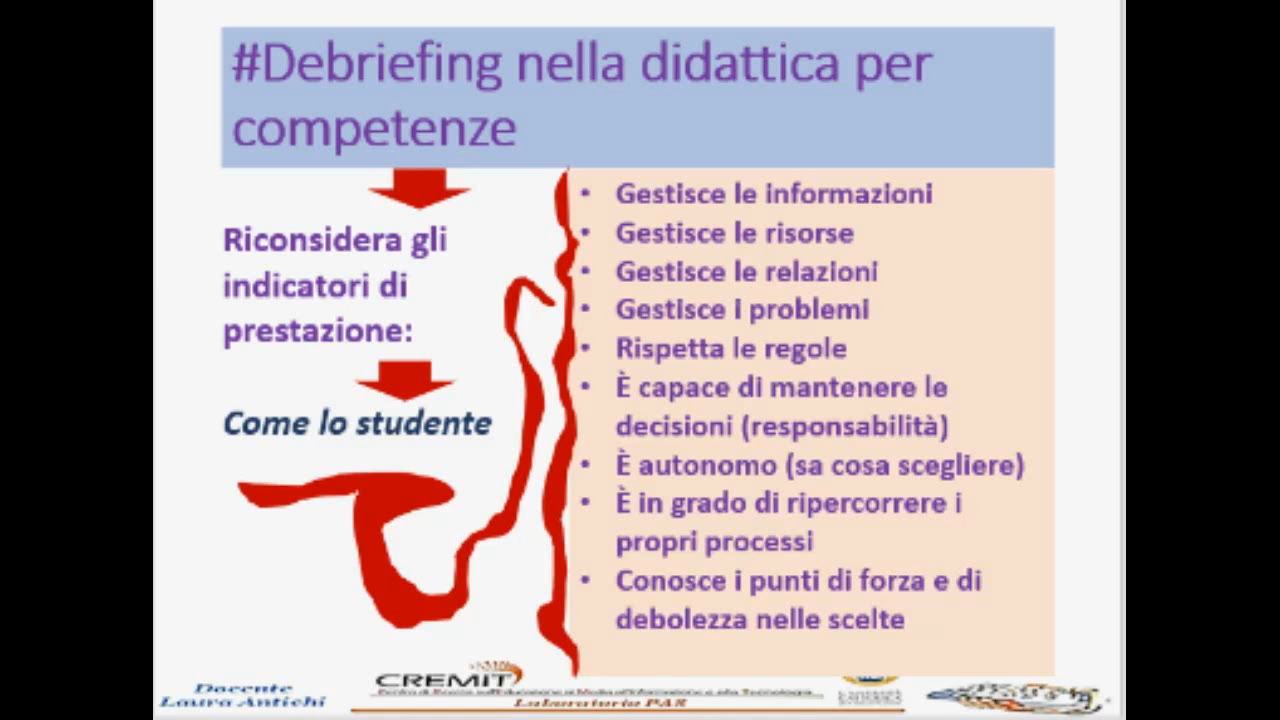 #Debriefing nella didattica per
competenze
Riconsidera gli
indicatori di
prestazione:
Come lo studente
• Gestisce le informazioni
• Gestisce le risorse
• Gestisce le relazioni
• Gestisce i problemi
• Rispetta le regole
• È capace di mantenere le
decisioni (responsabilità)
• È autonomo (sa cosa scegliere)
• È in grado di ripercorrere i
propri processi
• Conosce i punti di forza e di
debolezza nelle scelte
Docente
Laura Antichi
CREMIT
Laboratorio PAS